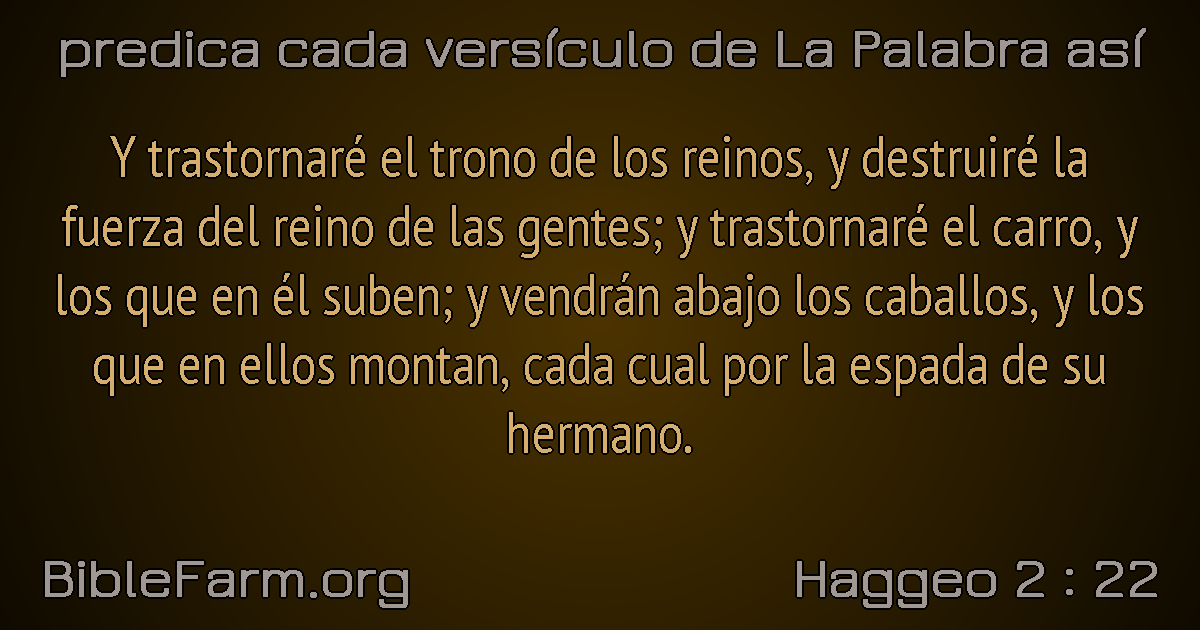 predica cada versículo de La Palabra así
Y trastornaré el trono de los reinos, y destruiré la
fuerza del reino de las gentes; y trastornaré el carro, y
los que en él suben; y vendrán abajo los caballos, y los
que en ellos montan, cada cual por la espada de su
hermano.
BibleFarm.org
Haggeo 2 : 22